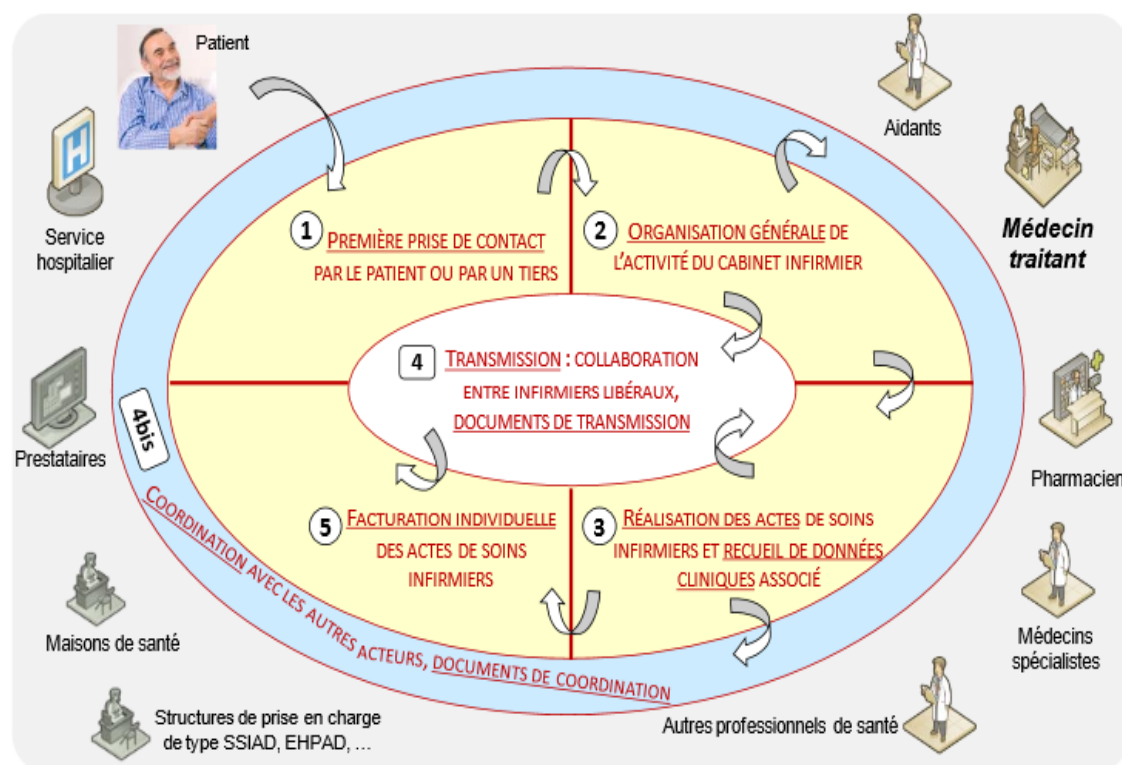 Patient
Aidants
Service
hospitalier
Médecin
traitant
1
PREMIÈRE PRISE DE CONTACT
PAR LE PATIENT OU PAR UN TIERS
2
ORGANISATION GÉNÉRALE DE
L'ACTIVITÉ DU CABINET INFIRMIER
4
TRANSMISSION : COLLABORATION
ENTRE INFIRMIERS LIBÉRAUX,
DOCUMENTS DE TRANSMISSION
Prestataires
4bis
Pharmacien
5
FACTURATION INDIVIDUELLE
DES ACTES DE SOINS
INFIRMIERS
3
RÉALISATION DES ACTES DE SOINS
INFIRMIERS ET RECUEIL DE DONNÉES
CLINIQUES ASSOCIÉ
COORDINATION AVEC LES AUTRES ACTEURS, DOCUMENTS DE COORDINATION
Maisons de santé
Médecins
spécialistes
Structures de prise en charge
de type SSIAD, EHPAD, ...
Autres professionnels de santé
H